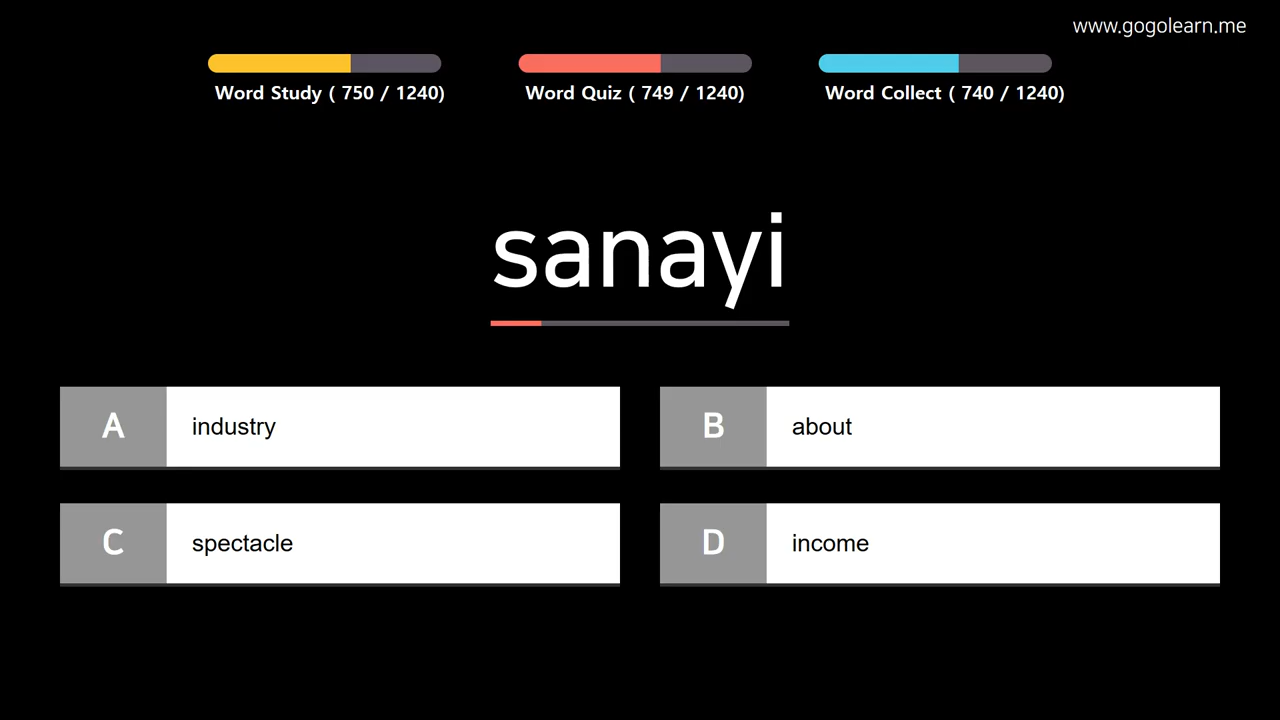 www.gogolearn.me
Word Study ( 750 / 1240)
Word Quiz ( 749 / 1240)
Word Collect ( 740 / 1240)
sanayi
A industry
B about
C spectacle
D income